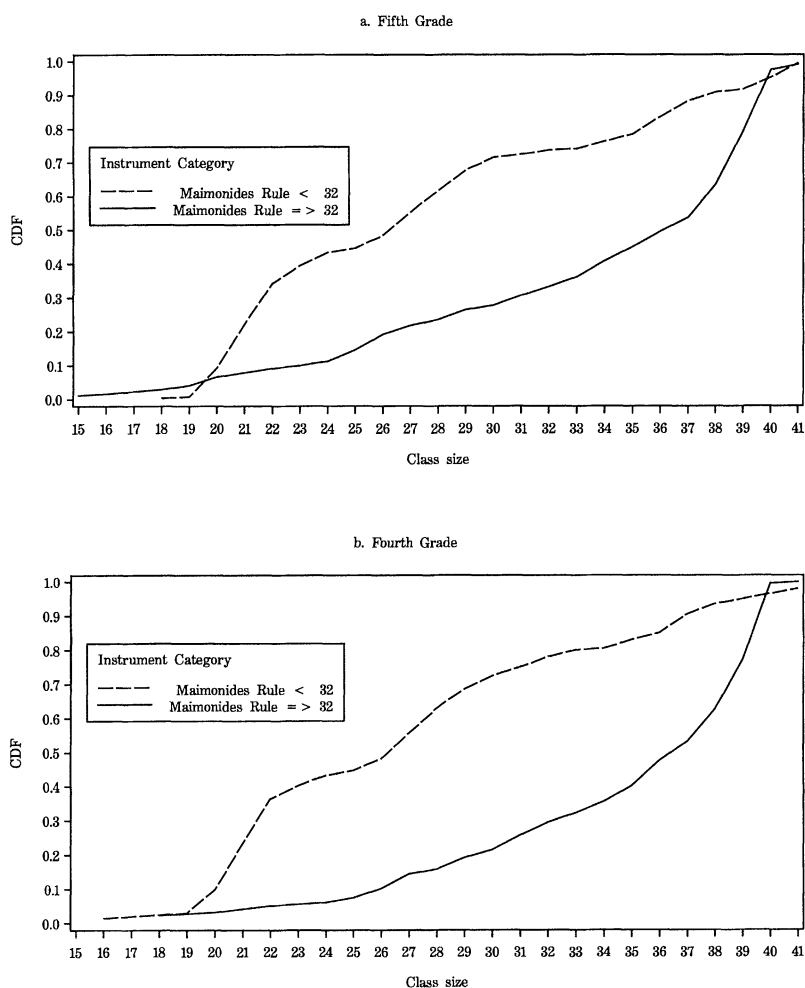 a. Fifth Grade
1.0
0.9
0.8
0.7
0.6
0.5
0.4
0.3
0.2
0.1
0.0
CDF
Instrument Category
Maimonides Rule < 32
Maimonides Rule = > 32
15 16 17 18 19 20 21 22 23 24 25 26 27 28 29 30 31 32 33 34 35 36 37 38 39 40 41
Class size
b. Fourth Grade
1.0
0.9
0.8
0.7
0.6
0.5
0.4
0.3
0.2
0.1
0.0
CDF
Instrument Category
Maimonides Rule < 32
Maimonides Rule = > 32
15 16 17 18 19 20 21 22 23 24 25 26 27 28 29 30 31 32 33 34 35 36 37 38 39 40 41
Class size